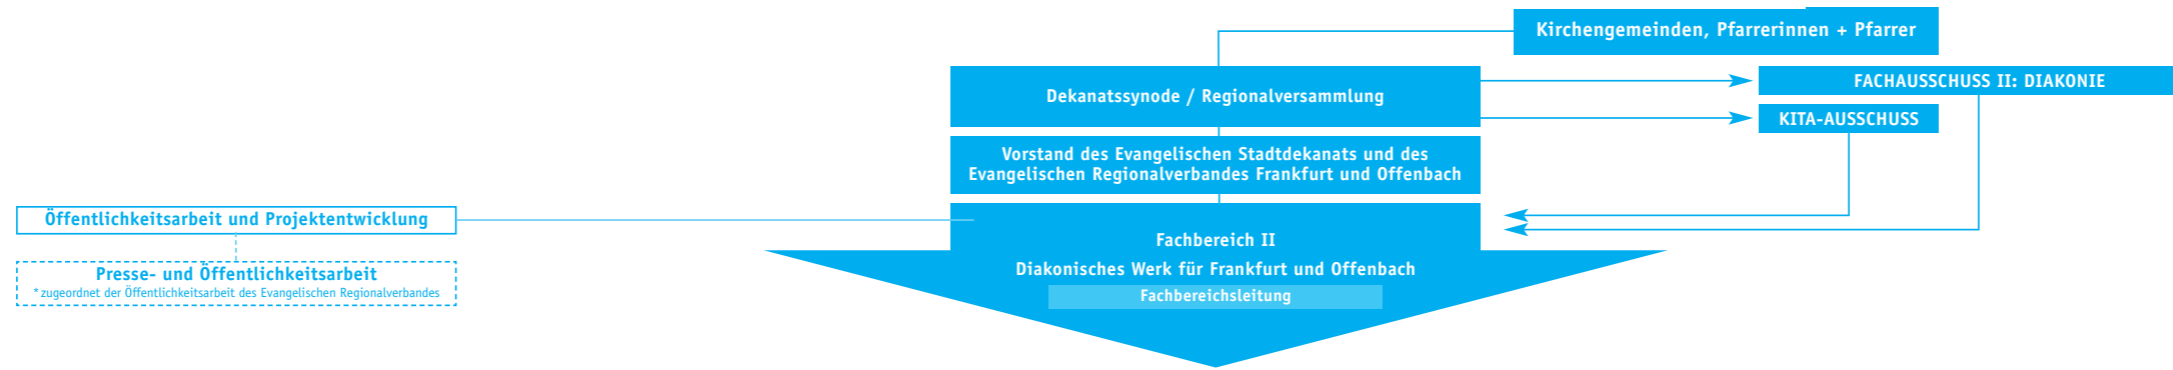 Kirchengemeinden, Pfarrerinnen + Pfarrer
Dekanatssynode / Regionalversammlung
FACHAUSSCHUSS II: DIAKONIE
KITA-AUSSCHUSS
Vorstand des Evangelischen Stadtdekanats und des
Evangelischen Regionalverbandes Frankfurt und Offenbach
Öffentlichkeitsarbeit und Projektentwicklung
Presse- und Öffentlichkeitsarbeit
*zugeordnet der Öffentlichkeitsarbeit des Evangelischen Regionalverbandes
Fachbereich II
Diakonisches Werk für Frankfurt und Offenbach
Fachbereichsleitung